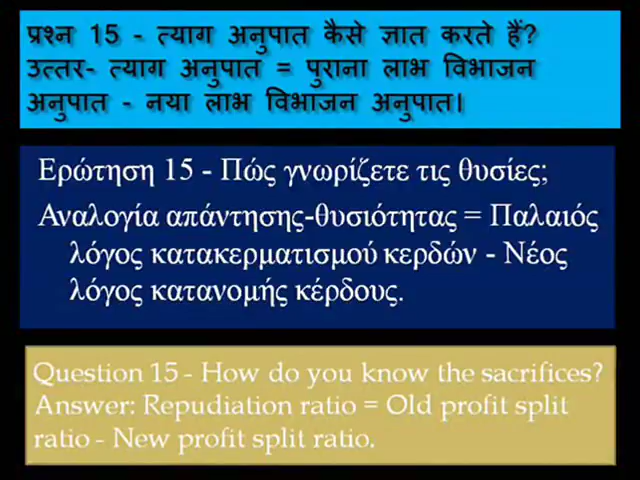 प्रश्न 15 - त्याग अनुपात कैसे ज्ञात करते हैं?
उत्तर- त्याग अनुपात = पुराना लाभ विभाजन
अनुपात - नया लाभ विभाजन अनुपात।
Ερώτηση 15 - Πώς γνωρίζετε τις θυσίες;
Αναλογία απάντησης-θυσιότητας = Παλαιός
λόγος κατακερματισμού κερδών - Νέος
λόγος κατανομής κέρδους.
Question 15 - How do you know the sacrifices?
Answer: Repudiation ratio = Old profit split
ratio - New profit split ratio.